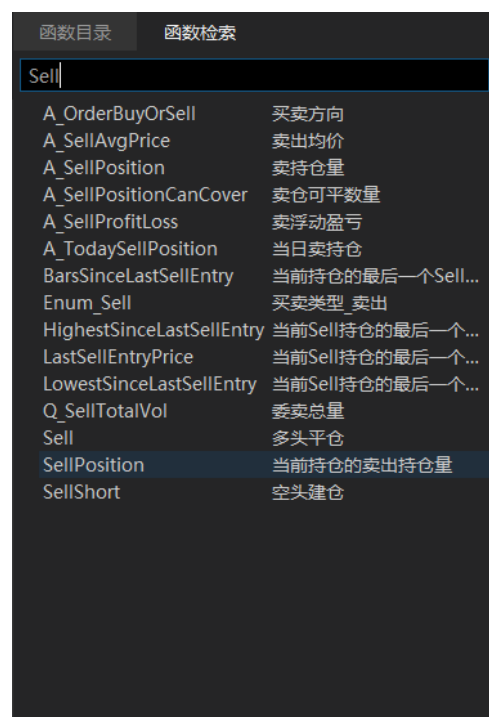 函数目录 函数检索
Sell
A_OrderBuyOrSell 买卖方向
A_SellAvgPrice 卖出均价
A_SellPosition 卖持仓量
A_SellPositionCanCover 卖仓可平数量
A_SellProfitLoss 卖浮动盈亏
A_TodaySellPosition 当日卖持仓
BarsSinceLastSellEntry 当前持仓的最后一个Sell...
Enum_Sell 买卖类型_卖出
HighestSinceLastSellEntry 当前Sell持仓的最后一个...
LastSellEntryPrice 当前Sell持仓的最后一个...
LowestSinceLastSellEntry 当前Sell持仓的最后一个...
Q_SellTotalVol 委卖总量
Sell 多头平仓
SellPosition 当前持仓的卖出持仓量
SellShort 空头建仓